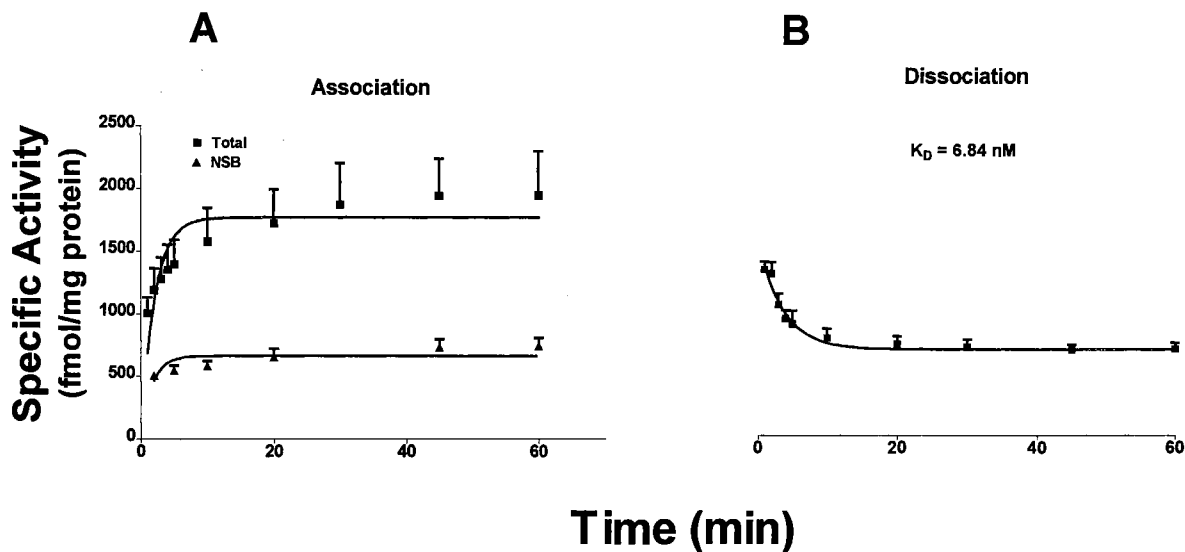 A
B
Association
Dissociation
Specific Activity
(fmol/mg protein)
2500
2000
1500
1000
500
0
Total
NSB
K_D = 6.84 nM
0
20
40
60
0
20
40
60
Time (min)